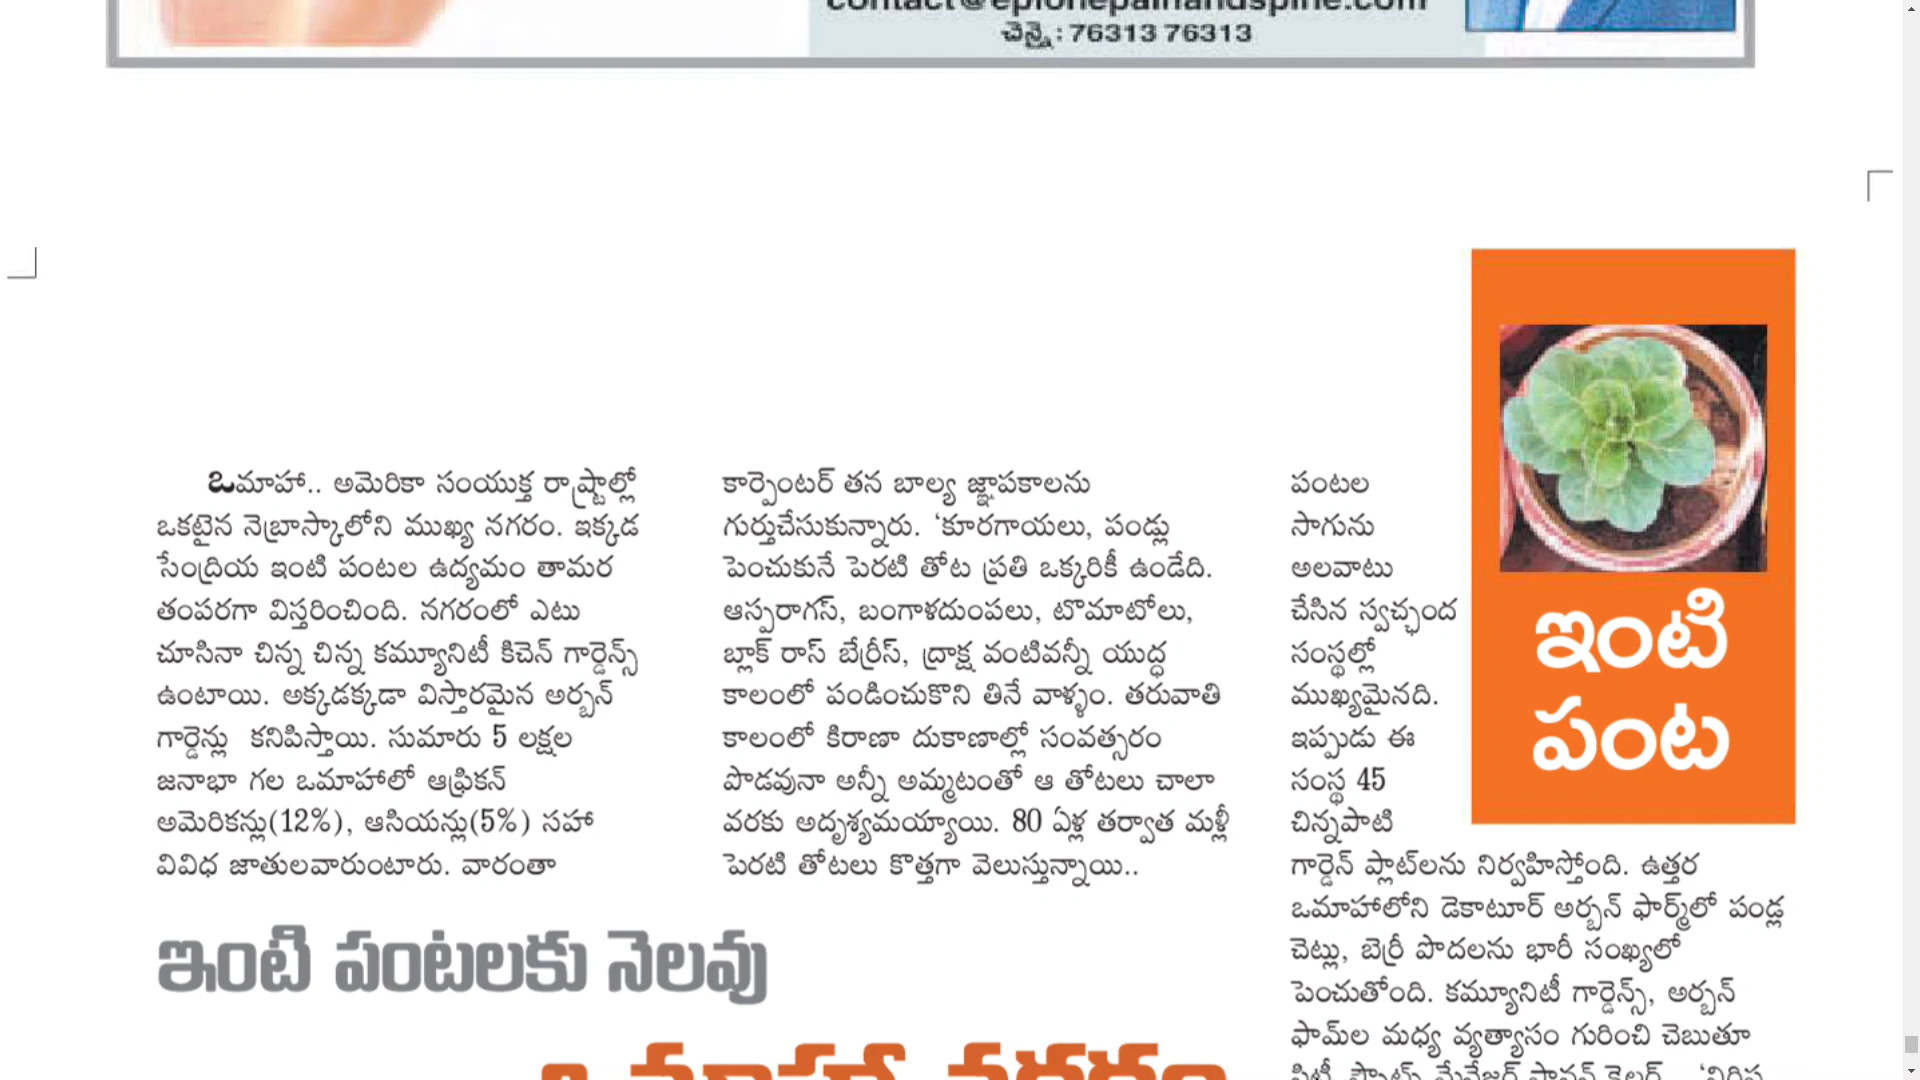 contact@epionepainandspine.com
చెన్నై : 76313 76313
ఒమాహా.. అమెరికా సంయుక్త రాష్ట్రాల్లో
ఒకటైన నెబ్రాస్కాలోని ముఖ్య నగరం. ఇక్కడ
సేంద్రియ ఇంటి పంటల ఉద్యమం తామర
తంపరగా విస్తరించింది. నగరంలో ఎటు
చూసినా చిన్న చిన్న కమ్యూనిటీ కిచెన్ గార్డెన్స్
ఉంటాయి. అక్కడక్కడా విస్తారమైన అర్బన్
గార్డెన్లు కనిపిస్తాయి. సుమారు 5 లక్షల
జనాభా గల ఒమాహాలో ఆఫ్రికన్
అమెరికన్లు(12%), ఆసియన్లు(5%) సహా
వివిధ జాతులవారుంటారు. వారంతా
కార్పెంటర్ తన బాల్య జ్ఞాపకాలను
గుర్తుచేసుకున్నారు. ‘కూరగాయలు, పండ్లు
పెంచుకునే పెరటి తోట ప్రతి ఒక్కరికీ ఉండేది.
ఆస్పరాగస్, బంగాళదుంపలు, టొమాటోలు,
బ్లాక్ రాస్ బేర్రీస్, ద్రాక్ష వంటివన్నీ యుద్ధ
కాలంలో పండించుకొని తినే వాళ్ళం. తరువాతి
కాలంలో కిరాణా దుకాణాల్లో సంవత్సరం
పొడవునా అన్నీ అమ్మటంతో ఆ తోటలు చాలా
వరకు అదృశ్యమయ్యాయి. 80 ఏళ్ల తర్వాత మళ్లీ
పెరటి తోటలు కొత్తగా వెలుస్తున్నాయి..
పంటల
సాగును
అలవాటు
చేసిన స్వచ్ఛంద
సంస్థల్లో
ముఖ్యమైనది.
ఇప్పుడు ఈ
సంస్థ 45
చిన్నపాటి
గార్డెన్ ప్లాట్‌లను నిర్వహిస్తోంది. ఉత్తర
ఒమాహాలోని డెకాటూర్ అర్బన్ ఫార్మ్‌లో పండ్ల
చెట్లు, బెర్రీ పొదలను భారీ సంఖ్యలో
పెంచుతోంది. కమ్యూనిటీ గార్డెన్స్, అర్బన్
ఫామ్‌ల మధ్య వ్యత్యాసం గురించి చెబుతూ
ఇంటి
పంట
ఇంటి పంటలకు నెలవు